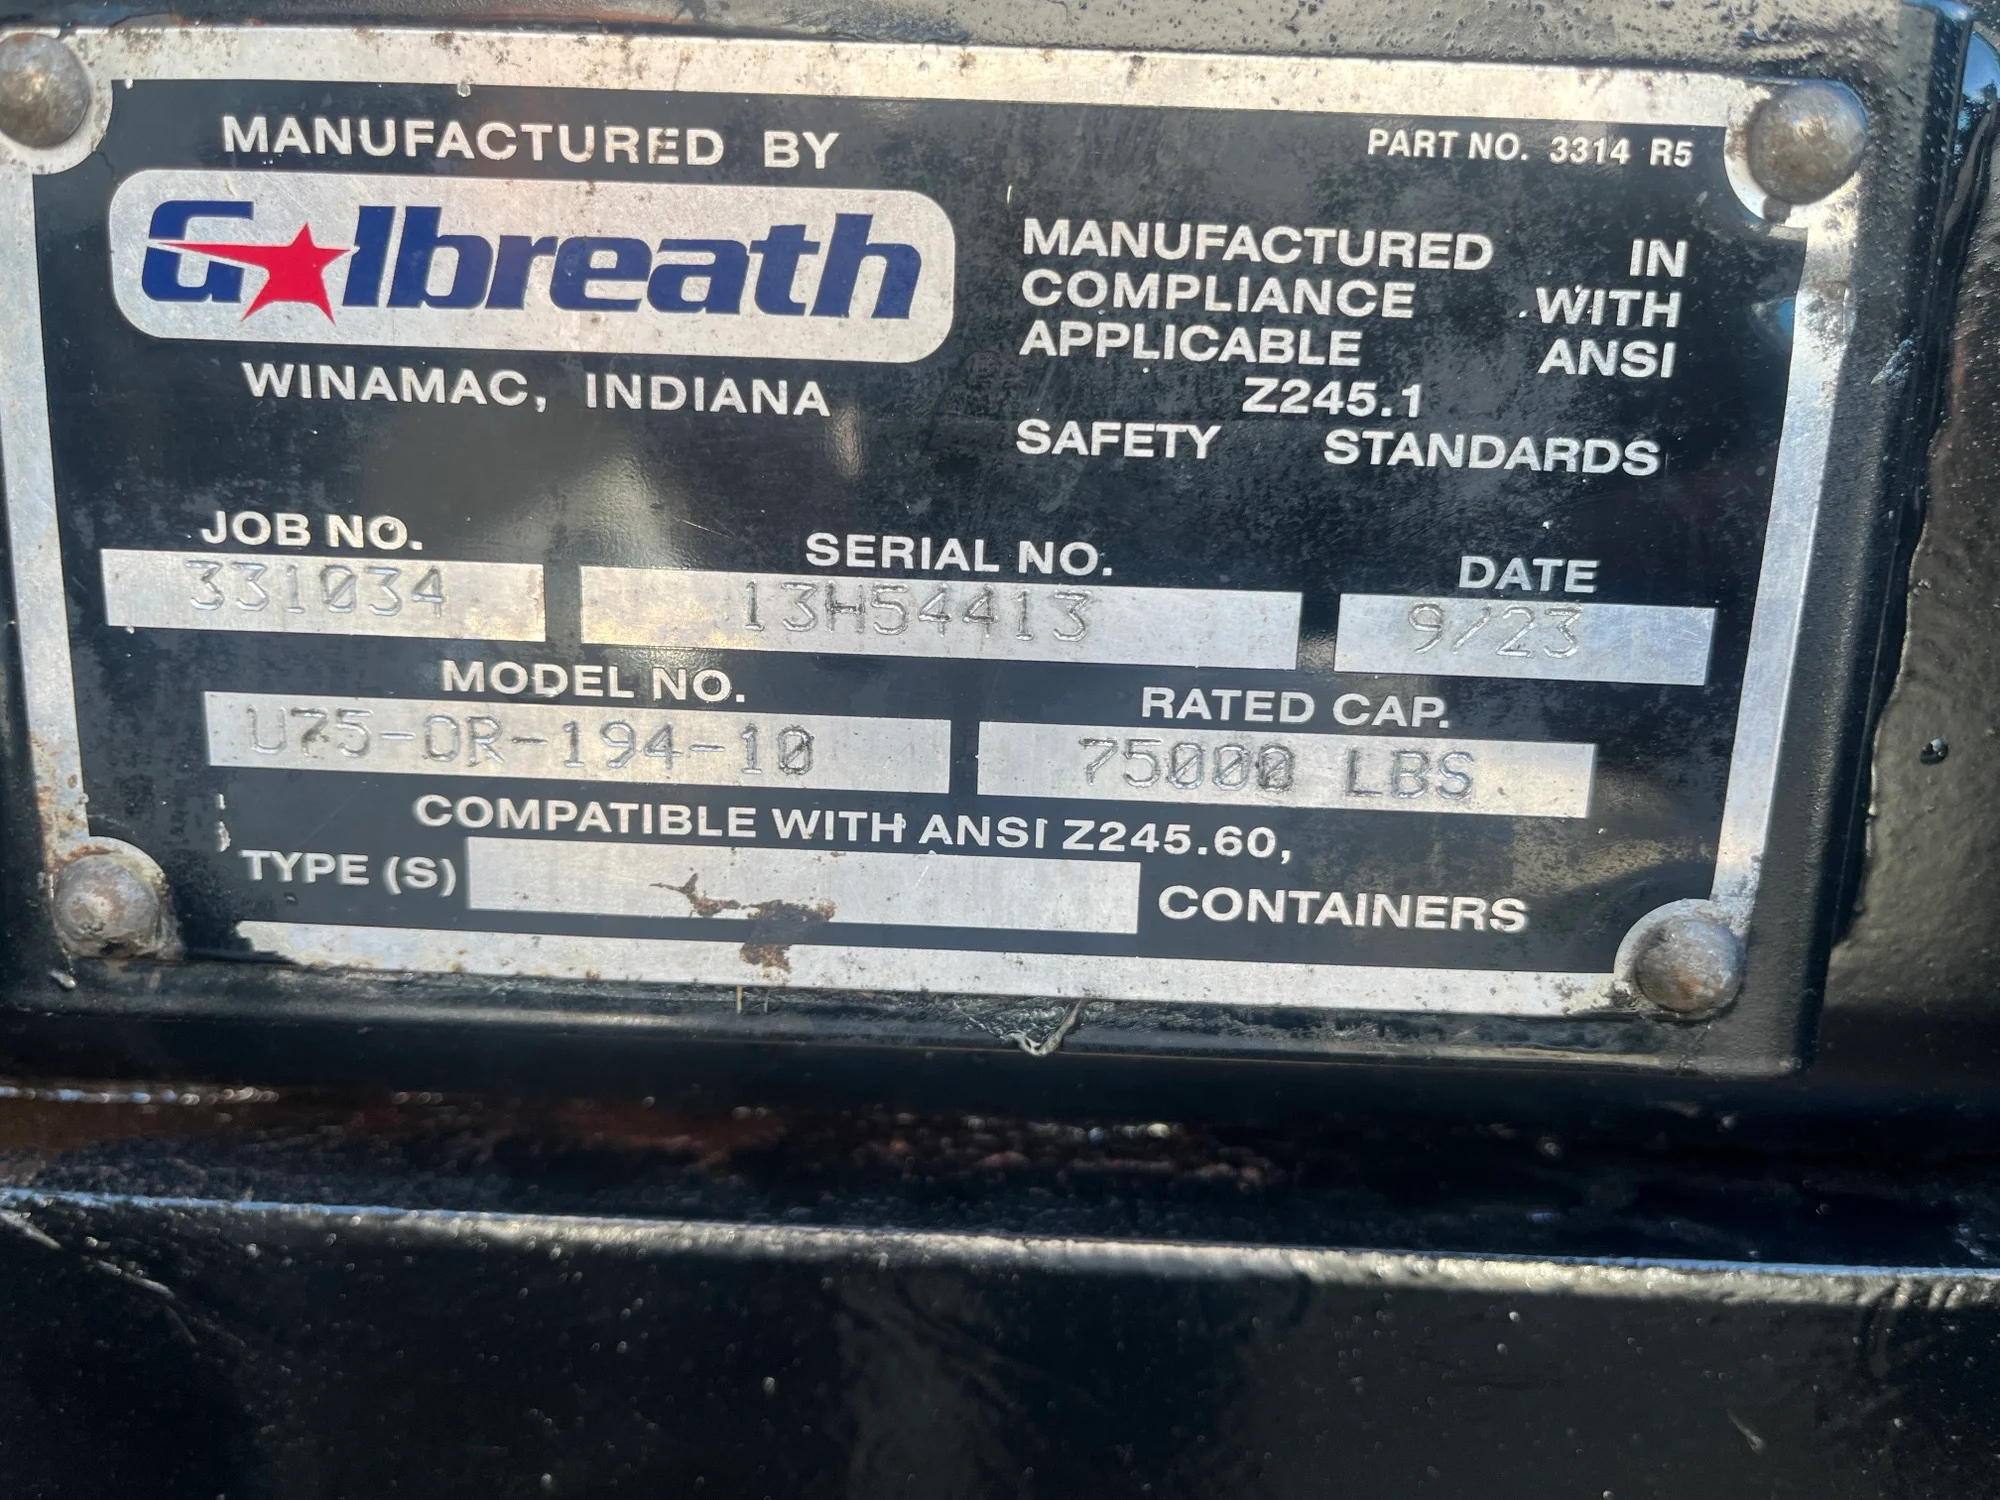 MANUFACTURED BY
Galbreath
WINAMAC, INDIANA
PART NO. 3314 R5
MANUFACTURED IN
COMPLIANCE WITH
APPLICABLE ANSI
Z245.1
SAFETY STANDARDS
JOB NO.
331034
SERIAL NO.
13H54413
DATE
9/23
MODEL NO.
U75-OR-194-10
RATED CAP.
75000 LBS
COMPATIBLE WITH ANSI Z245.60,
TYPE (S) CONTAINERS